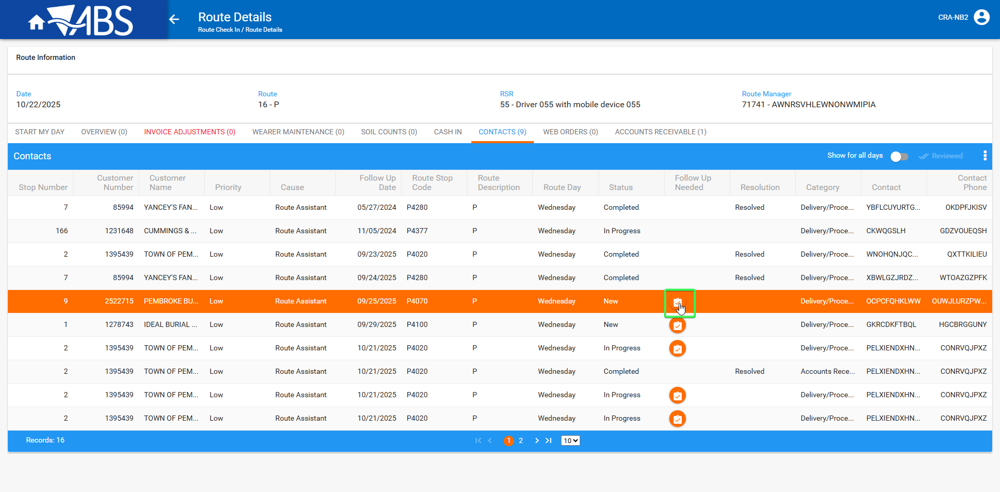 ABS
Route Details
Route Check In / Route Details
CRA-NB2
Route Information
Date Route RSR Route Manager
10/22/2025 16 - P 55 - Driver 055 with mobile device 055 71741 - AWNRSVHLEWNONWMIPIA
START MY DAY OVERVIEW (0) INVOICE ADJUSTMENTS (0) WEARER MAINTENANCE (0) SOIL COUNTS (0) CASH IN CONTACTS (9) WEB ORDERS (0) ACCOUNTS RECEIVABLE (1)
Contacts Show for all days Reviewed
Stop Number Customer Number Customer Name Priority Cause Follow Up Date Route Stop Code Route Description Route Day Status Follow Up Needed Resolution Category Contact Contact Phone
7 85994 YANCEY'S FAN... Low Route Assistant 05/27/2024 P4280 P Wednesday Completed Resolved Delivery/Proce... YBFLCUYURTG... OKDPFJKISV
166 1231648 CUMMINGS & ... Low Route Assistant 11/05/2024 P4377 P Wednesday In Progress Delivery/Proce... CKWQGSLH GDZVOUEQSH
2 1395439 TOWN OF PEM... Low Route Assistant 09/23/2025 P4020 P Wednesday Completed Resolved Delivery/Proce... WNOHQNJQC... QXTTKILIEU
7 85994 YANCEY'S FAN... Low Route Assistant 09/24/2025 P4280 P Wednesday Completed Resolved Delivery/Proce... XBWLGZJRDZ... WTOAZGZPFK
9 2522715 PEMBROKE BU... Low Route Assistant 09/25/2025 P4070 P Wednesday New Delivery/Proce... OCPCFQHKLWW OUWJLURZPW...
1 1278743 IDEAL BURIAL ... Low Route Assistant 09/29/2025 P4100 P Wednesday New Delivery/Proce... GKRCDKFTBQL HGCBRGGUNY
2 1395439 TOWN OF PEM... Low Route Assistant 10/21/2025 P4020 P Wednesday In Progress Delivery/Proce... PELXIENDXHN... CONRVQJPXZ
2 1395439 TOWN OF PEM... Low Route Assistant 10/21/2025 P4020 P Wednesday Completed Resolved Accounts Rece... PELXIENDXHN... CONRVQJPXZ
2 1395439 TOWN OF PEM... Low Route Assistant 10/21/2025 P4020 P Wednesday In Progress Delivery/Proce... PELXIENDXHN... CONRVQJPXZ
2 1395439 TOWN OF PEM... Low Route Assistant 10/21/2025 P4020 P Wednesday In Progress Delivery/Proce... PELXIENDXHN... CONRVQJPXZ
Records: 16 1 2 10